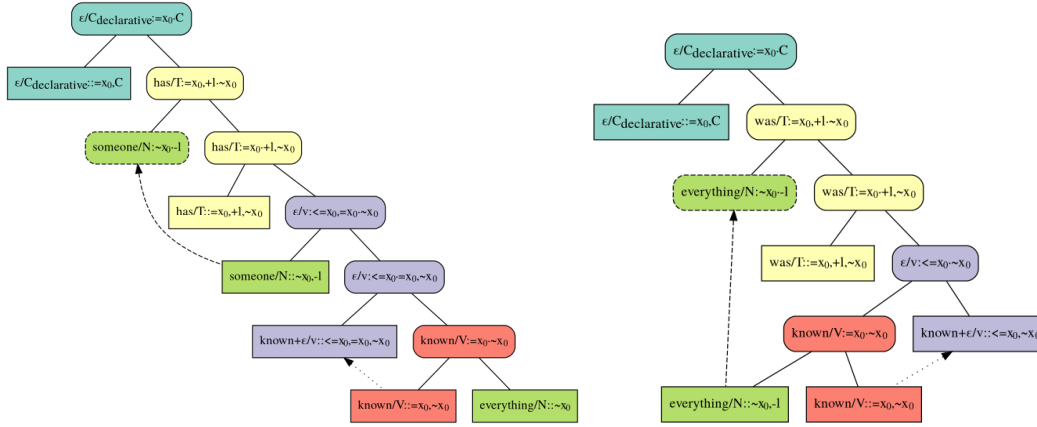 ε/C_declarative:=x₀·C
ε/C_declarative::=x₀,C
has/T:=x₀,+l·~x₀
someone/N:~x₀·-l
has/T:=x₀·+l,~x₀
has/T::=x₀,+l,~x₀
ε/v:<=x₀,=x₀·~x₀
someone/N::~x₀,-l
ε/v:<=x₀·=x₀,~x₀
known+ε/v::<=x₀,=x₀,~x₀
known/V:=x₀·~x₀
known/V::=x₀,~x₀
everything/N::~x₀
ε/C_declarative:=x₀·C
ε/C_declarative::=x₀,C
was/T:=x₀,+l·~x₀
everything/N:~x₀·-l
was/T:=x₀·+l,~x₀
was/T::=x₀,+l,~x₀
ε/v:<=x₀·~x₀
known/V:=x₀·~x₀
known+ε/v::<=x₀,~x₀
everything/N::~x₀,-l
known/V::=x₀,~x₀